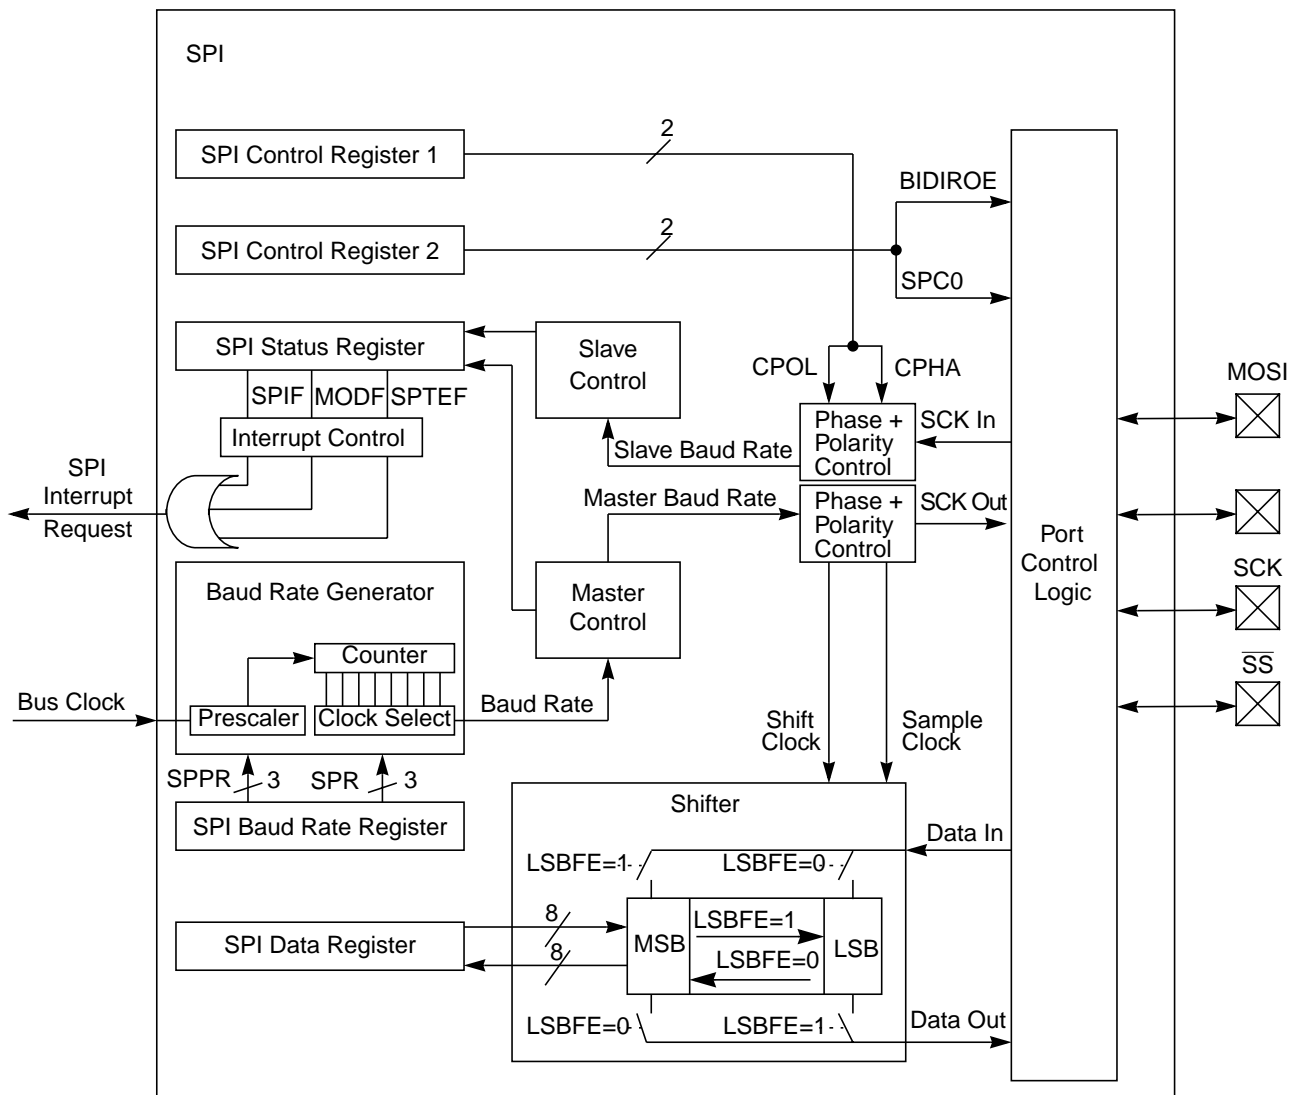 SPI
SPI Control Register 1
2
BIDIROE
SPI Control Register 2
2
SPC0
SPI Status Register
Slave
Control
CPOL
CPHA
MOSI
SPIF
MODF
SPTEF
Interrupt Control
Phase +
Polarity
Control
SCK In
Slave Baud Rate
SPI
Interrupt
Request
Master Baud Rate
Phase +
Polarity
Control
SCK Out
Port
Control
Logic
SCK
Baud Rate Generator
Master
Control
Counter
SS
Bus Clock
Prescaler
Clock Select
Baud Rate
Shift
Clock
Sample
Clock
SPPR
3
SPR
3
SPI Baud Rate Register
Shifter
Data In
LSBFE=1
LSBFE=0
SPI Data Register
8
8
MSB
LSBFE=1
LSBFE=0
LSB
LSBFE=0
LSBFE=1
Data Out